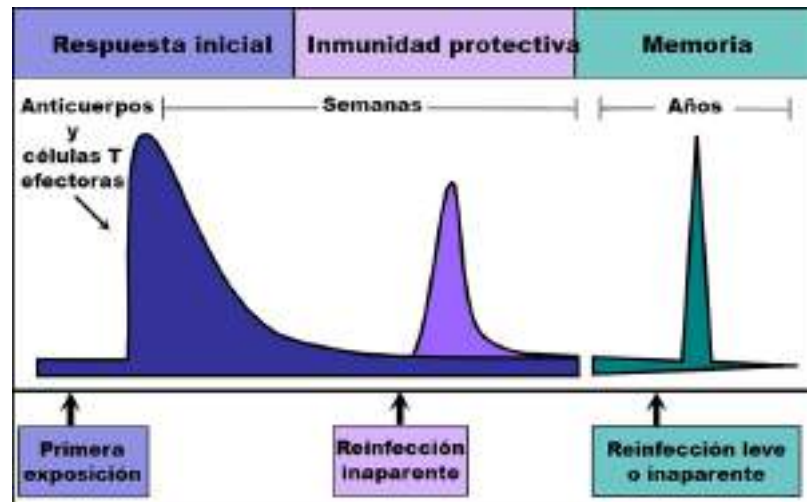 Respuesta inicial
Inmunidad protectiva
Memoria
Anticuerpos
y
células T
efectoras
Semanas
Años
Primera
exposición
Reinfección
inaparente
Reinfección leve
o inaparente